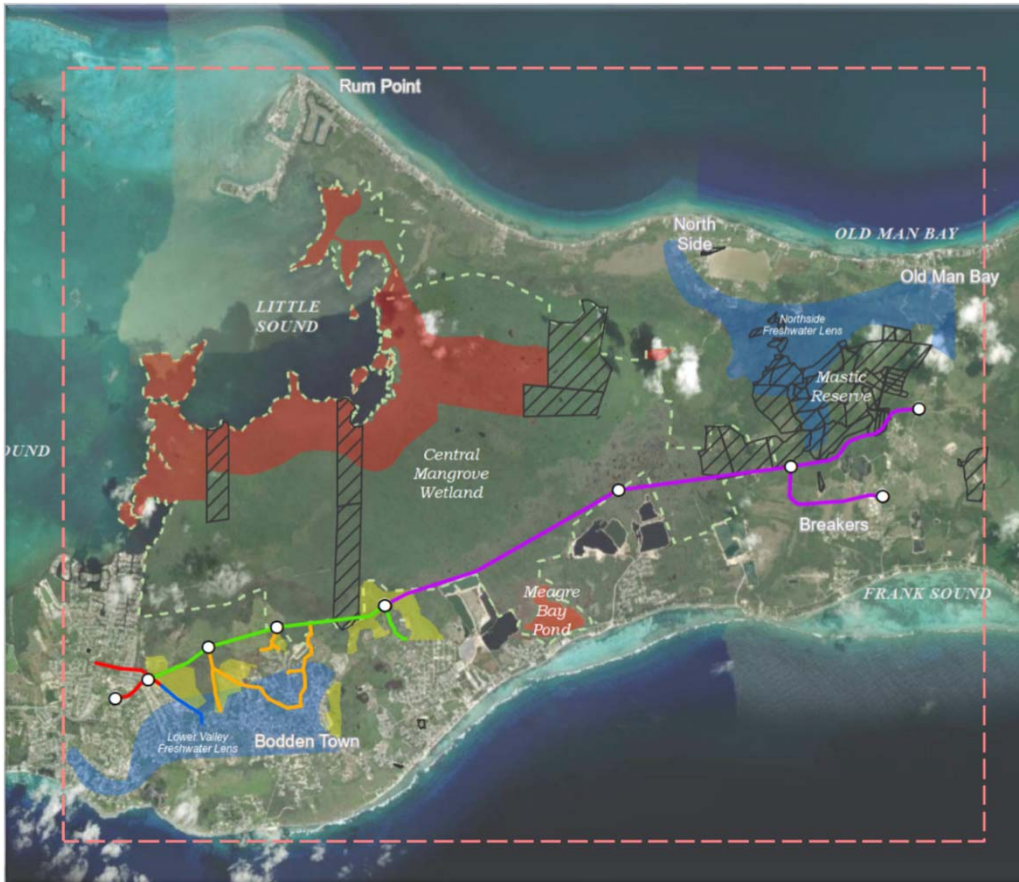 Rum Point
North
Side
OLD MAN BAY
Old Man Bay
LITTLE
SOUND
Northside
Freshwater Lens
Mastic
Reserve
OUND
Central
Mangrove
Wetland
Breakers
Meagre
Bay
Pond
FRANK SOUND
Lower Valley
Freshwater Lens
Bodden Town